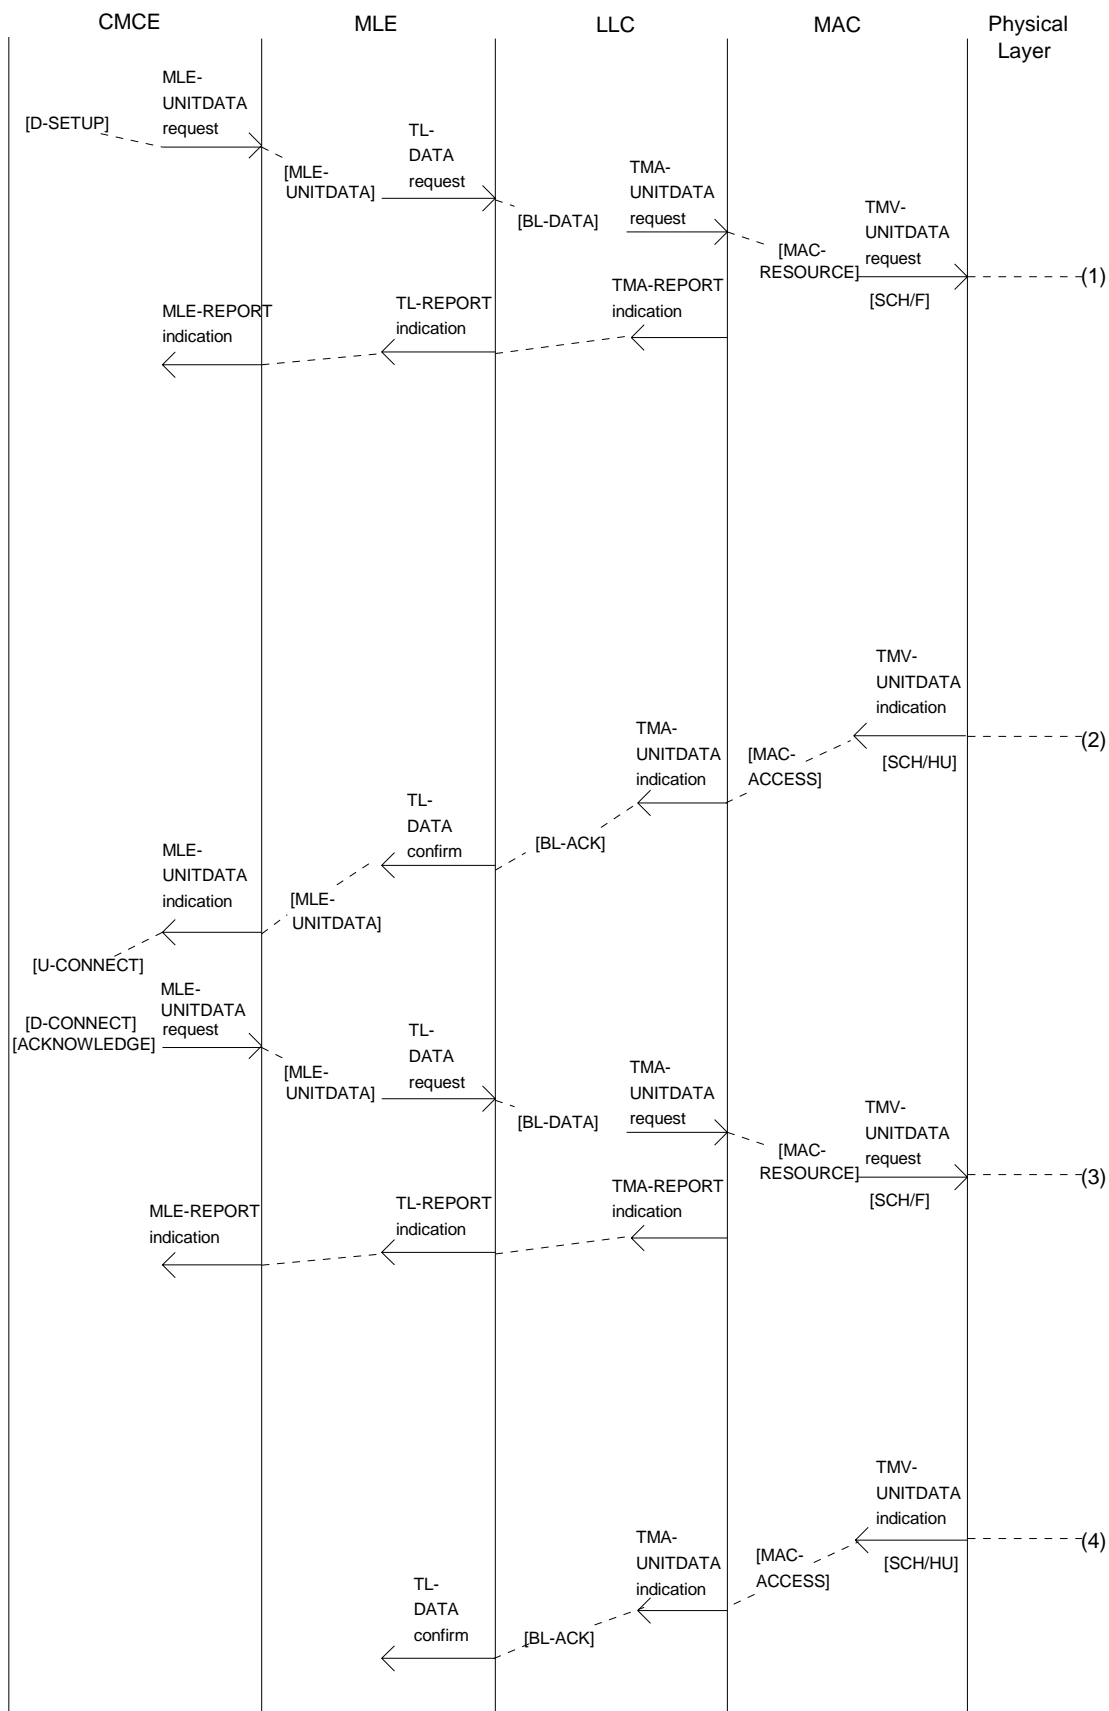 CMCE
MLE
LLC
MAC
Physical
Layer
MLE-
UNITDATA
request
[D-SETUP]
TL-
DATA
request
[MLE-
UNITDATA]
TMA-
UNITDATA
request
[BL-DATA]
TMV-
UNITDATA
request
[MAC-
RESOURCE]
[SCH/F]
(1)
TMA-REPORT
indication
TL-REPORT
indication
MLE-REPORT
indication
TMV-
UNITDATA
indication
[SCH/HU]
(2)
TMA-
UNITDATA
indication
[MAC-
ACCESS]
TL-
DATA
confirm
[BL-ACK]
MLE-
UNITDATA
indication
[MLE-
UNITDATA]
[U-CONNECT]
MLE-
UNITDATA
request
[D-CONNECT]
[ACKNOWLEDGE]
TL-
DATA
request
[MLE-
UNITDATA]
TMA-
UNITDATA
request
[BL-DATA]
TMV-
UNITDATA
request
[MAC-
RESOURCE]
[SCH/F]
(3)
TMA-REPORT
indication
TL-REPORT
indication
MLE-REPORT
indication
TMV-
UNITDATA
indication
[SCH/HU]
(4)
TMA-
UNITDATA
indication
[MAC-
ACCESS]
TL-
DATA
confirm
[BL-ACK]